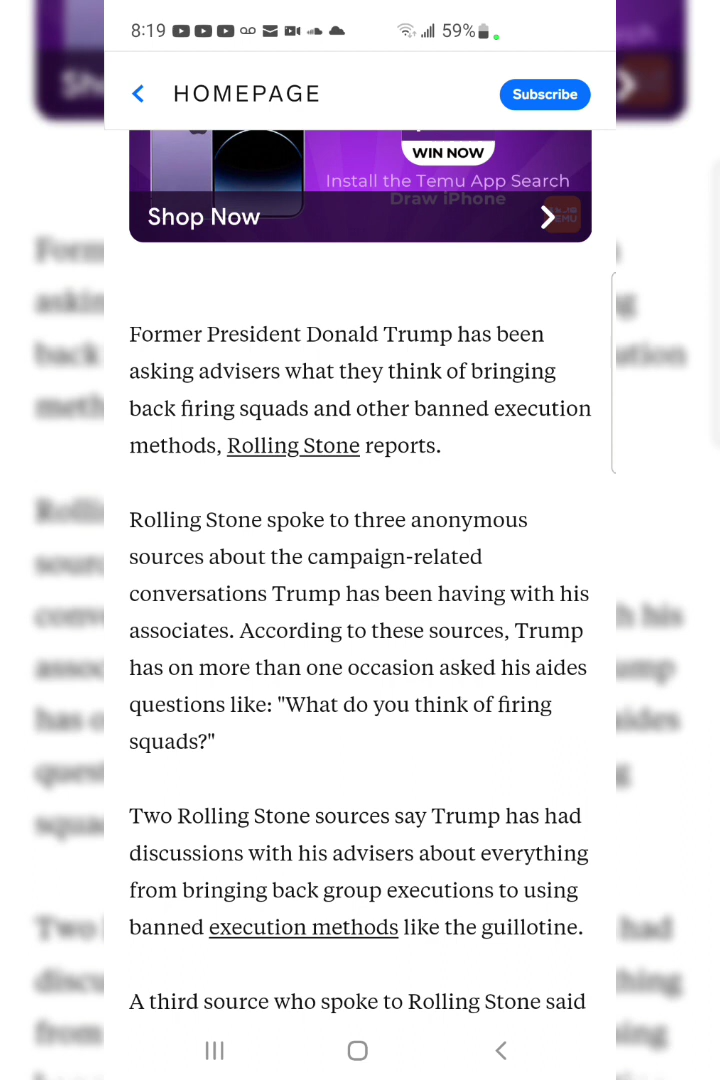 8:19
59%
HOMEPAGE
Subscribe
WIN NOW
Install the Temu App Search
Draw iPhone
Shop Now
Former President Donald Trump has been
asking advisers what they think of bringing
back firing squads and other banned execution
methods, Rolling Stone reports.
Rolling Stone spoke to three anonymous
sources about the campaign-related
conversations Trump has been having with his
associates. According to these sources, Trump
has on more than one occasion asked his aides
questions like: "What do you think of firing
squads?"
Two Rolling Stone sources say Trump has had
discussions with his advisers about everything
from bringing back group executions to using
banned execution methods like the guillotine.
A third source who spoke to Rolling Stone said